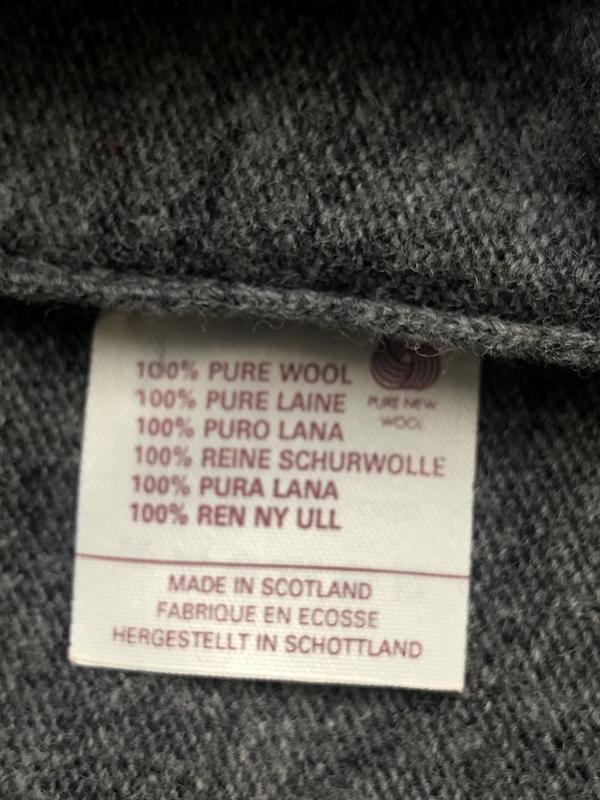 100% PURE WOOL
100% PURE LAINE
100% PURO LANA
100% REINE SCHURWOLLE
100% PURA LANA
100% REN NY ULL
PURE NEW
WOOL
MADE IN SCOTLAND
FABRIQUE EN ECOSSE
HERGESTELLT IN SCHOTTLAND